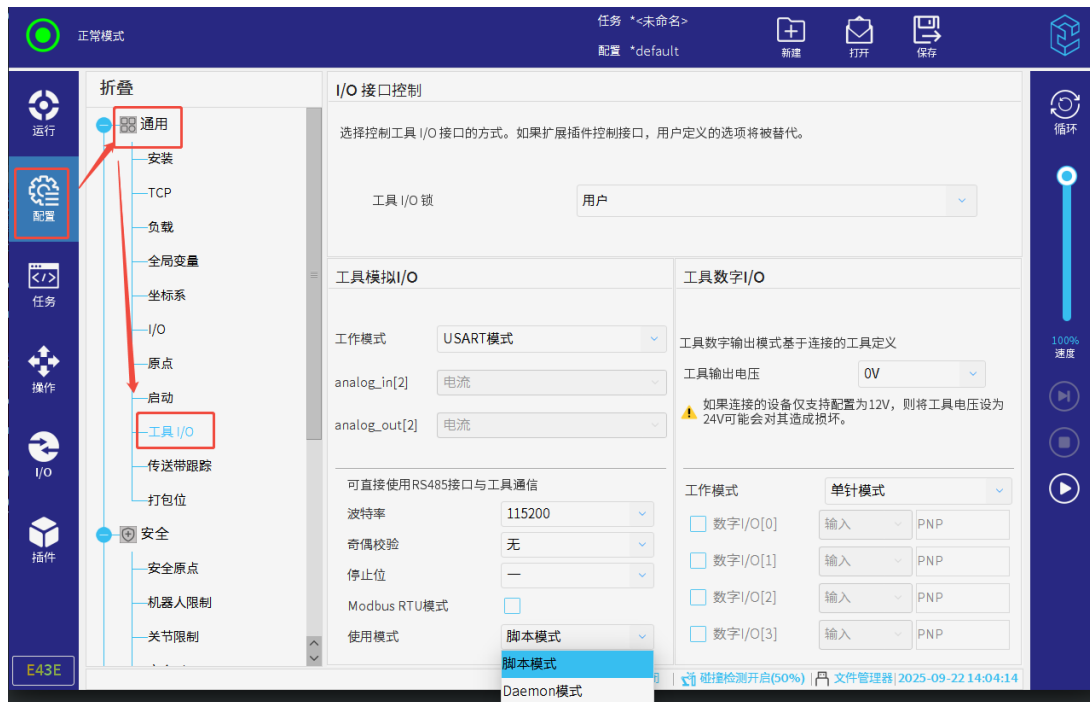 正常模式
任务 *<未命名>
配置 *default
新建
打开
保存
运行
配置
任务
操作
I/O
插件
E43E
折叠
通用
安装
TCP
负载
全局变量
坐标系
I/O
原点
启动
工具 I/O
传送带跟踪
打包位
安全
安全原点
机器人限制
关节限制
I/O 接口控制
选择控制工具 I/O 接口的方式。如果扩展插件控制接口，用户定义的选项将被替代。
工具 I/O 锁 用户
工具模拟I/O
工作模式 USART模式
analog_in[2] 电流
analog_out[2] 电流
可直接使用RS485接口与工具通信
波特率 115200
奇偶校验 无
停止位 一
Modbus RTU模式
使用模式 脚本模式
脚本模式
Daemon模式
工具数字I/O
工具数字输出模式基于连接的工具定义
工具输出电压 0V
如果连接的设备仅支持配置为12V，则将工具电压设为
24V可能会对其造成损坏。
工作模式 单针模式
数字I/O[0] 输入 PNP
数字I/O[1] 输入 PNP
数字I/O[2] 输入 PNP
数字I/O[3] 输入 PNP
碰撞检测开启(50%) 文件管理器 2025-09-22 14:04:14
循环
100%
速度